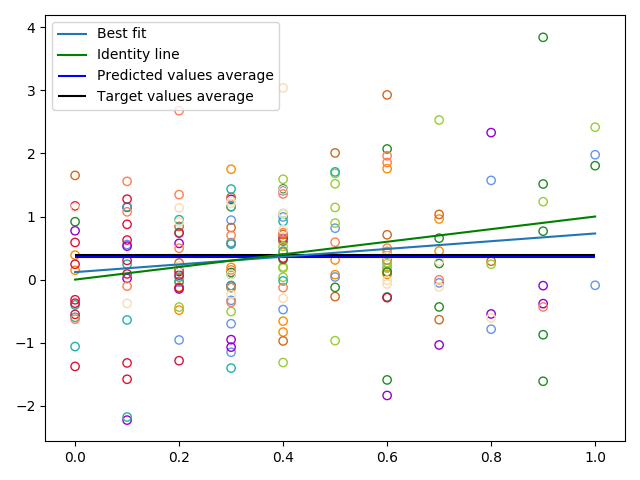 Best fit
Identity line
Predicted values average
Target values average
4
3
2
1
0
−1
−2
0.0 0.2 0.4 0.6 0.8 1.0